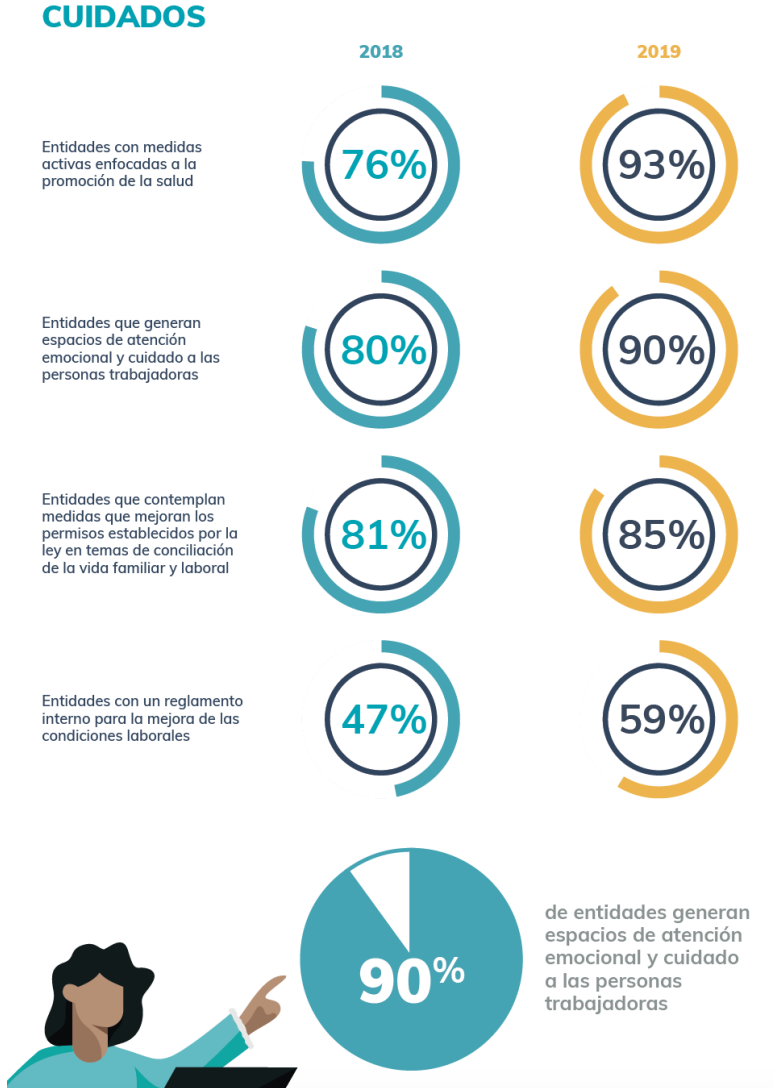 CUIDADOS
2018
2019
Entidades con medidas
activas enfocadas a la
promoción de la salud
76%
93%
Entidades que generan
espacios de atención
emocional y cuidado a las
personas trabajadoras
80%
90%
Entidades que contemplan
medidas que mejoran los
permisos establecidos por la
ley en temas de conciliación
de la vida familiar y laboral
81%
85%
Entidades con un reglamento
interno para la mejora de las
condiciones laborales
47%
59%
90%
de entidades generan
espacios de atención
emocional y cuidado
a las personas
trabajadoras